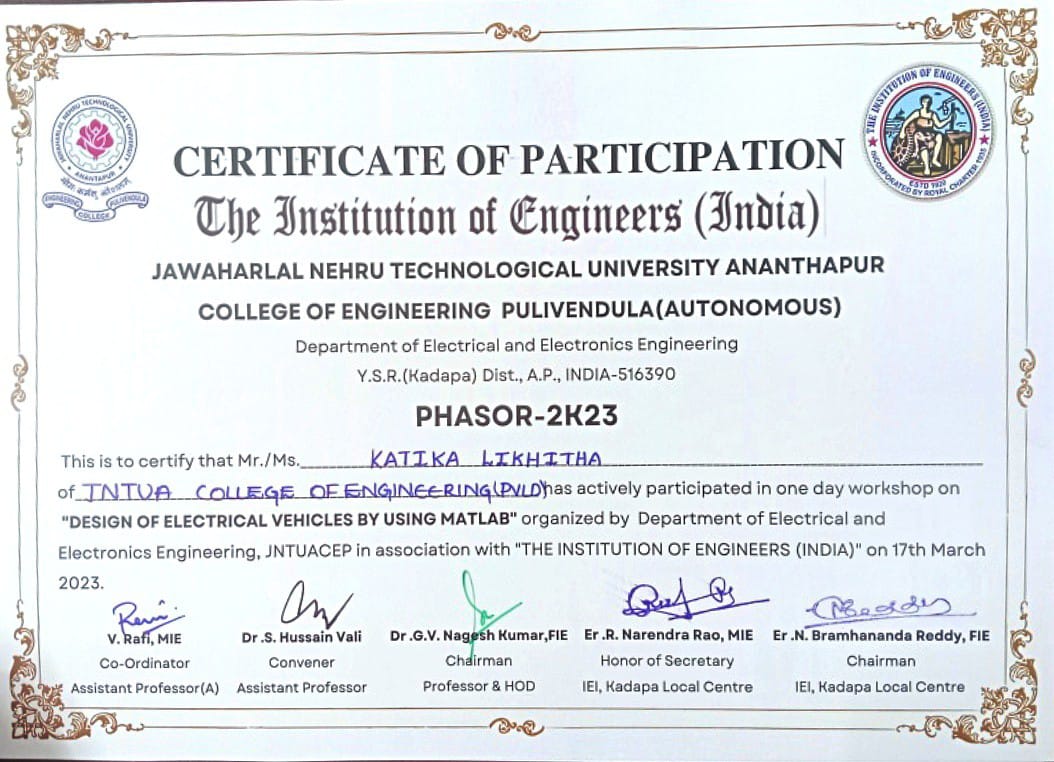 JAWAHARLAL NEHRU TECHNOLOGICAL UNIVERSITY
ANANTAPUR
ENGINEERING COLLEGE PULIVENDULA
THE INSTITUTION OF ENGINEERS (INDIA)
ESTD 1920
INCORPORATED BY ROYAL CHARTER 1935
CERTIFICATE OF PARTICIPATION
The Institution of Engineers (India)
JAWAHARLAL NEHRU TECHNOLOGICAL UNIVERSITY ANANTHAPUR
COLLEGE OF ENGINEERING PULIVENDULA(AUTONOMOUS)
Department of Electrical and Electronics Engineering
Y.S.R.(Kadapa) Dist., A.P., INDIA-516390
PHASOR-2K23
This is to certify that Mr./Ms. KATIKA LIKHITHA
of JNTUA COLLEGE OF ENGINEERING(PVLD) has actively participated in one day workshop on
"DESIGN OF ELECTRICAL VEHICLES BY USING MATLAB" organized by Department of Electrical and
Electronics Engineering, JNTUACEP in association with "THE INSTITUTION OF ENGINEERS (INDIA)" on 17th March
2023.
V. Rafi, MIE Dr .S. Hussain Vali Dr .G.V. Nagesh Kumar,FIE Er .R. Narendra Rao, MIE Er .N. Bramhananda Reddy, FIE
Co-Ordinator Convener Chairman Honor of Secretary Chairman
Assistant Professor(A) Assistant Professor Professor & HOD IEI, Kadapa Local Centre IEI, Kadapa Local Centre